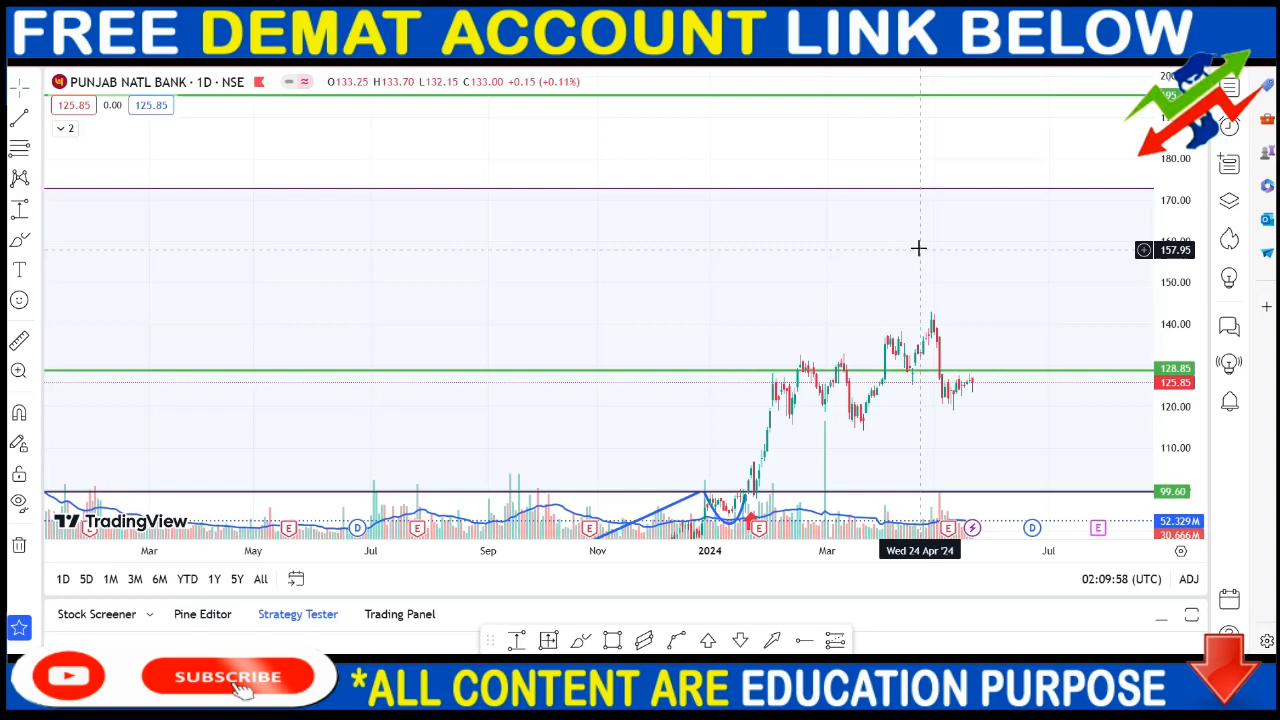 FREE DEMAT ACCOUNT LINK BELOW
PUNJAB NATL BANK · 1D · NSE O133.25 H133.70 L132.15 C133.00 +0.15 (+0.11%)
125.85 0.00 125.85
2
180.00
170.00
157.95
150.00
140.00
128.85
125.85
120.00
110.00
99.60
52.329M
30.666M
TradingView
E E D E E E E D E
Mar May Jul Sep Nov 2024 Mar Wed 24 Apr '24 Jul
1D 5D 1M 3M 6M YTD 1Y 5Y All 02:09:58 (UTC) ADJ
Stock Screener Pine Editor Strategy Tester Trading Panel
SUBSCRIBE
*ALL CONTENT ARE EDUCATION PURPOSE